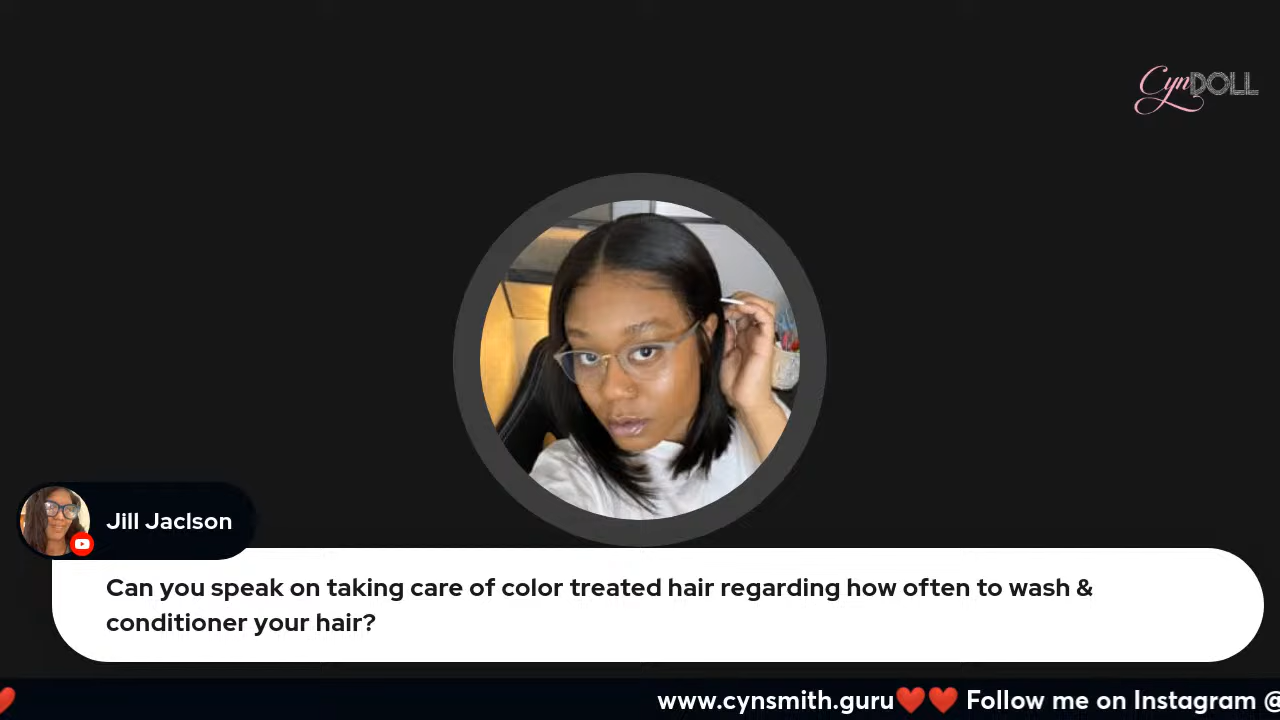 CynDOLL
Jill Jaclson
Can you speak on taking care of color treated hair regarding how often to wash &
conditioner your hair?
www.cynsmith.guru❤️❤️ Follow me on Instagram @